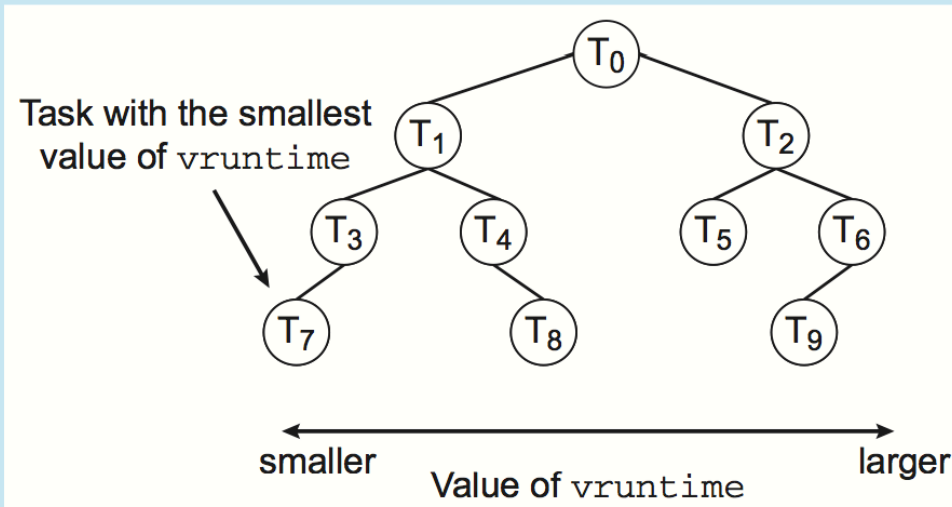 T0
Task with the smallest
value of vruntime
T1
T2
T3
T4
T5
T6
T7
T8
T9
smaller
larger
Value of vruntime